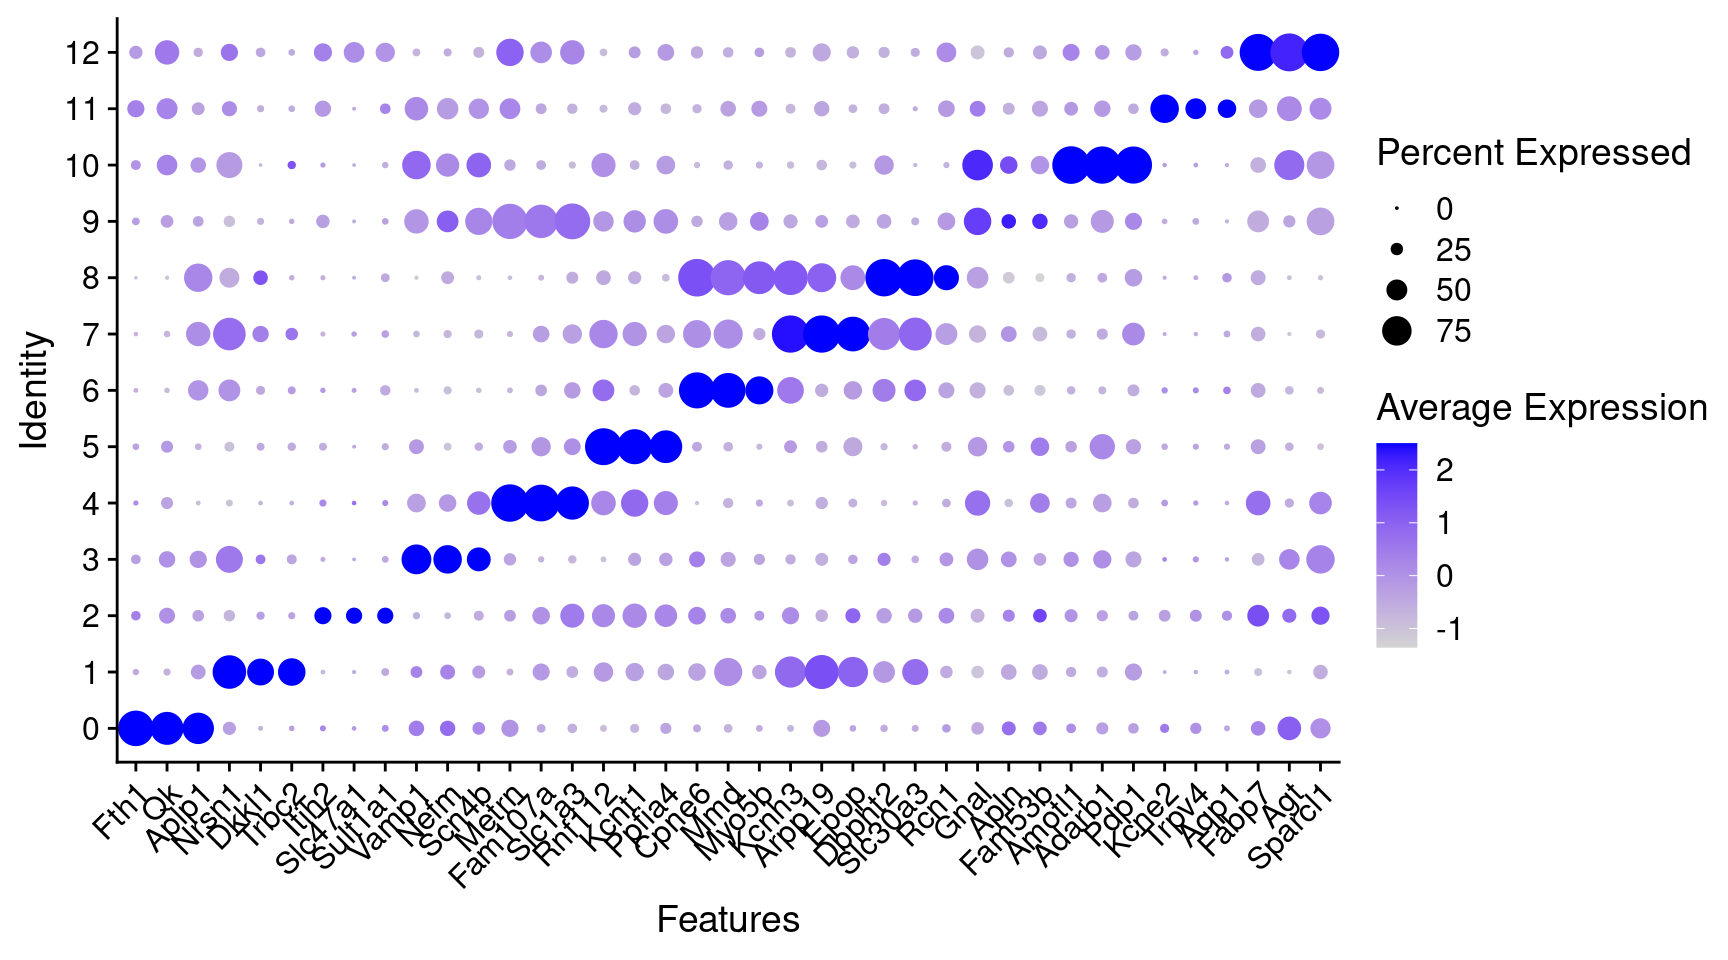 12
11
10
9
8
7
6
5
4
3
2
1
0
Identity
Fth1
Qk
Aplp1
Nrsn1
Dkkl1
Trbc2
Itih2
Slc47a1
Sult1a1
Vamp1
Nefm
Scn4b
Metrn
Fam107a
Slc1a3
Rnf112
Kcnt1
Ppfia4
Cpne6
Mmd
Myo5b
Kcnh3
Arpp19
Epop
Dppht2
Slc30a3
Rcn1
Gnal
Apln
Fam53b
Amotl1
Adarb1
Pdp1
Kcne2
Trpv4
Aqp1
Fabp7
Agt
Sparcl1
Features
Percent Expressed
0
25
50
75
Average Expression
2
1
0
-1